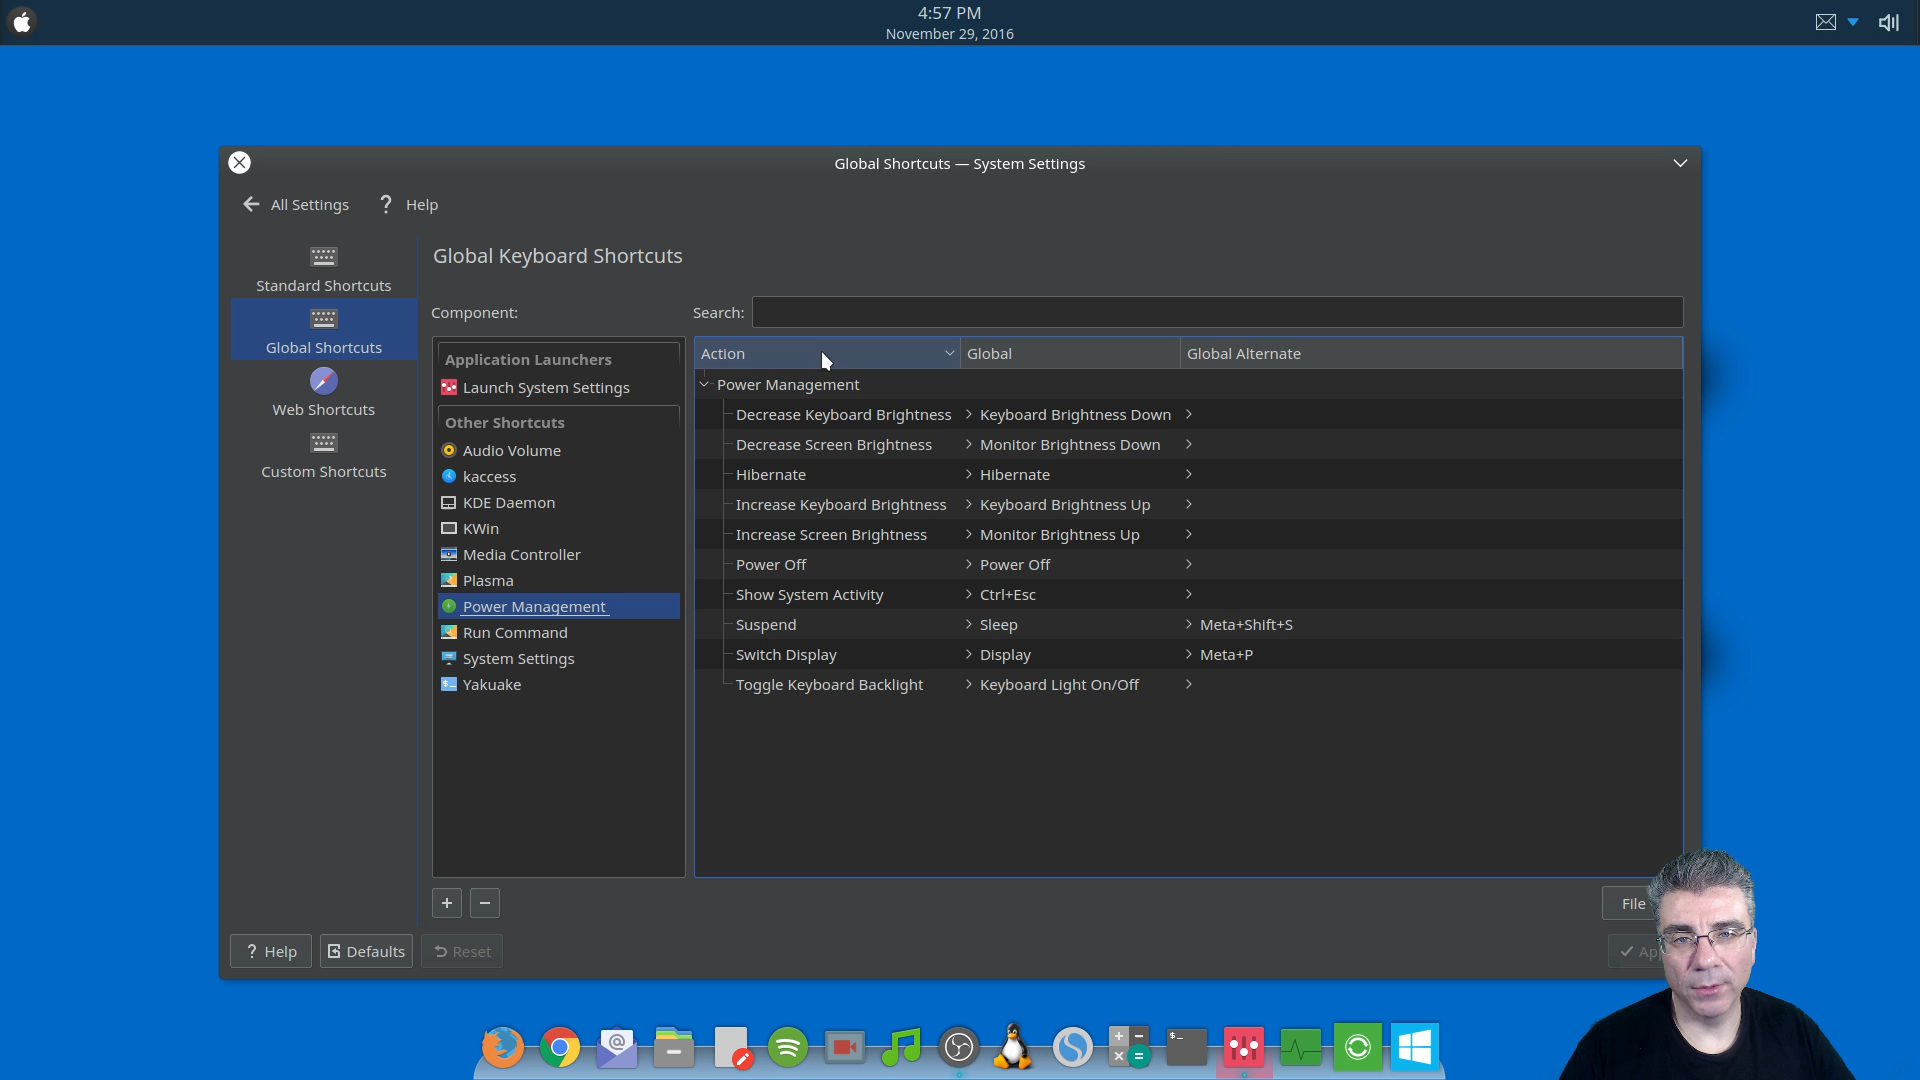 4:57 PM
November 29, 2016
Global Shortcuts — System Settings
All Settings
? Help
Standard Shortcuts
Global Shortcuts
Web Shortcuts
Custom Shortcuts
Global Keyboard Shortcuts
Component:
Search:
Application Launchers
Launch System Settings
Other Shortcuts
Audio Volume
kaccess
KDE Daemon
KWin
Media Controller
Plasma
Power Management
Run Command
System Settings
Yakuake
Action Global Global Alternate
Power Management
Decrease Keyboard Brightness Keyboard Brightness Down
Decrease Screen Brightness Monitor Brightness Down
Hibernate Hibernate
Increase Keyboard Brightness Keyboard Brightness Up
Increase Screen Brightness Monitor Brightness Up
Power Off Power Off
Show System Activity Ctrl+Esc
Suspend Sleep Meta+Shift+S
Switch Display Display Meta+P
Toggle Keyboard Backlight Keyboard Light On/Off
+ −
File
? Help Defaults Reset